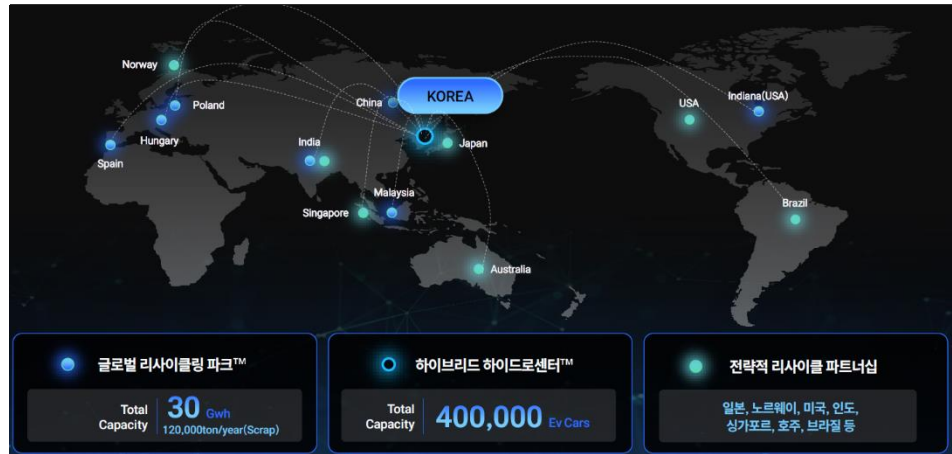 Norway
Poland
Hungary
Spain
China
KOREA
India
Japan
Singapore
Malaysia
Australia
USA
Indiana(USA)
Brazil
글로벌 리사이클링 파크™
Total
Capacity
30 Gwh
120,000ton/year(Scrap)
하이브리드 하이드로센터™
Total
Capacity
400,000 Ev Cars
전략적 리사이클 파트너십
일본, 노르웨이, 미국, 인도,
싱가포르, 호주, 브라질 등